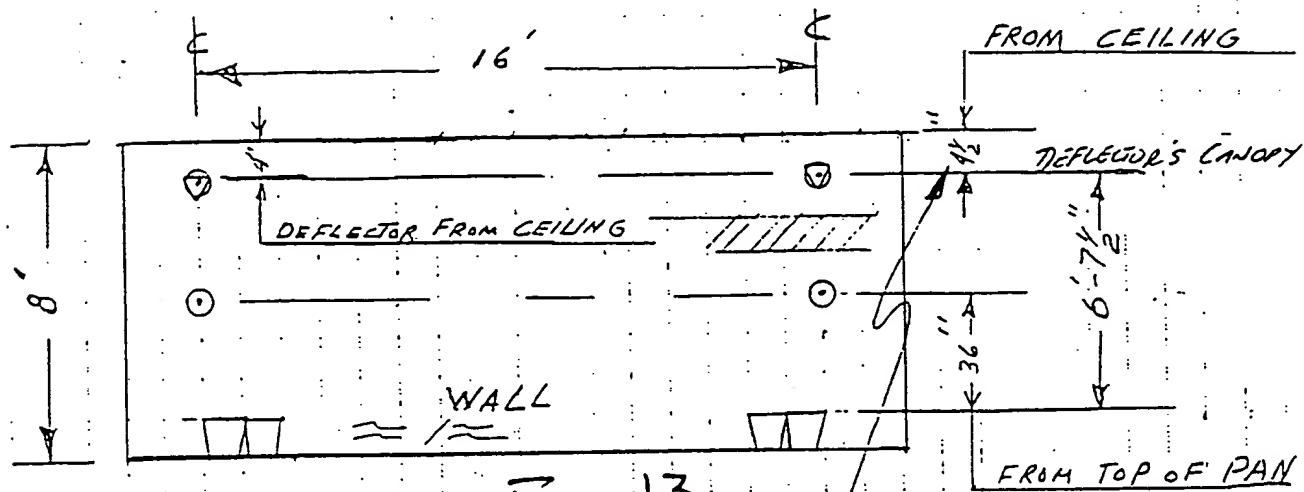 ℄
℄
16'
FROM CEILING
4"
4½"
DEFLECTOR'S CANOPY
DEFLECTOR FROM CEILING
8'
6'-7½"
36"
WALL
FROM TOP OF PAN